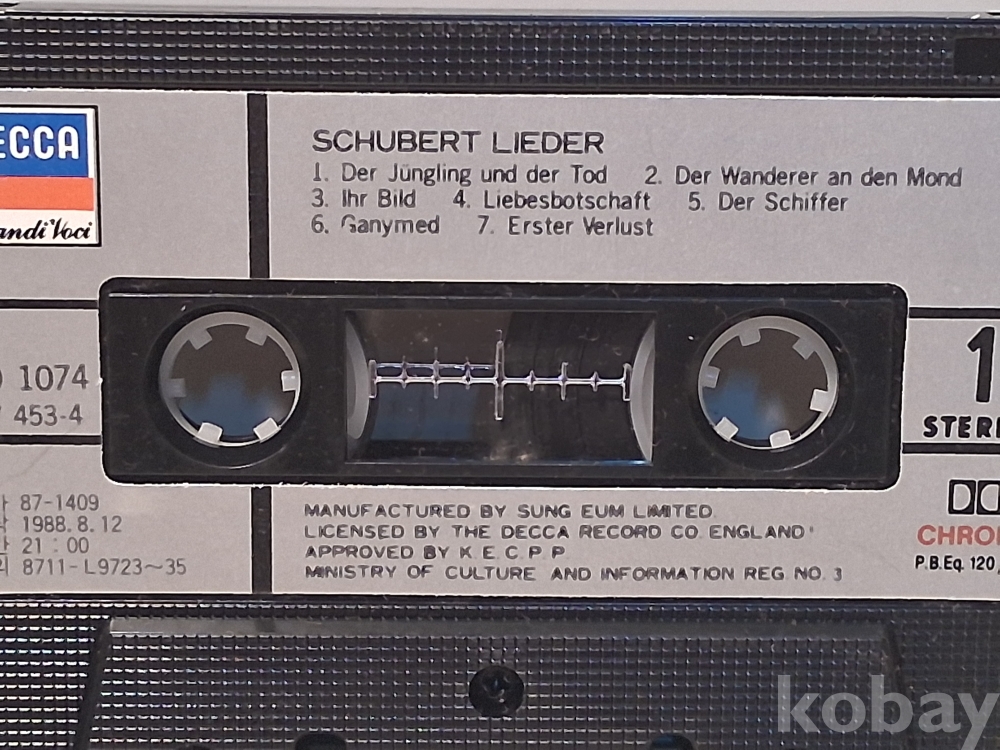 ECCA
andi Voci
SCHUBERT LIEDER
1. Der Jüngling und der Tod 2. Der Wanderer an den Mond
3. Ihr Bild 4. Liebesbotschaft 5. Der Schiffer
6. Ganymed 7. Erster Verlust
) 1074
453-4
1
STERE
87-1409
1988. 8. 12
21 : 00
8711-L9723~35
MANUFACTURED BY SUNG EUM LIMITED.
LICENSED BY THE DECCA RECORD CO. ENGLAND
APPROVED BY K.E.C.P.P.
MINISTRY OF CULTURE AND INFORMATION REG. NO. 3
CHRO
P.B.Eq. 120
kobay